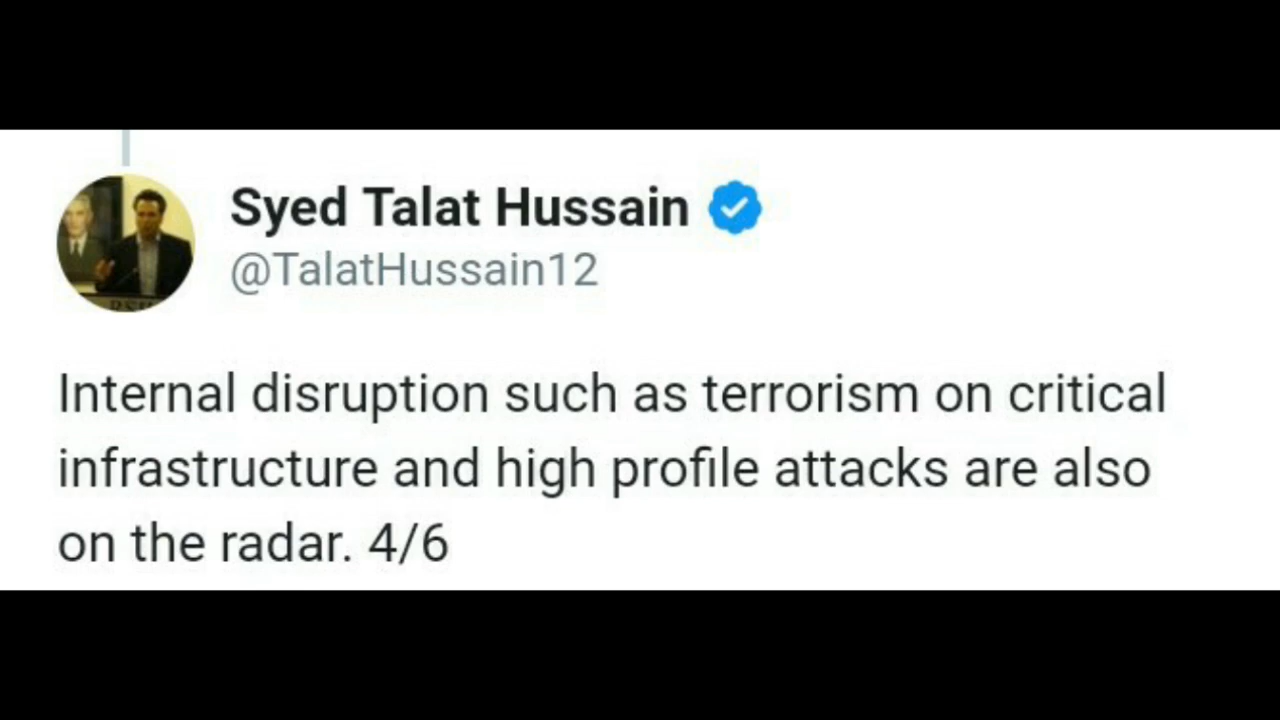 Syed Talat Hussain
@TalatHussain12
Internal disruption such as terrorism on critical
infrastructure and high profile attacks are also
on the radar. 4/6